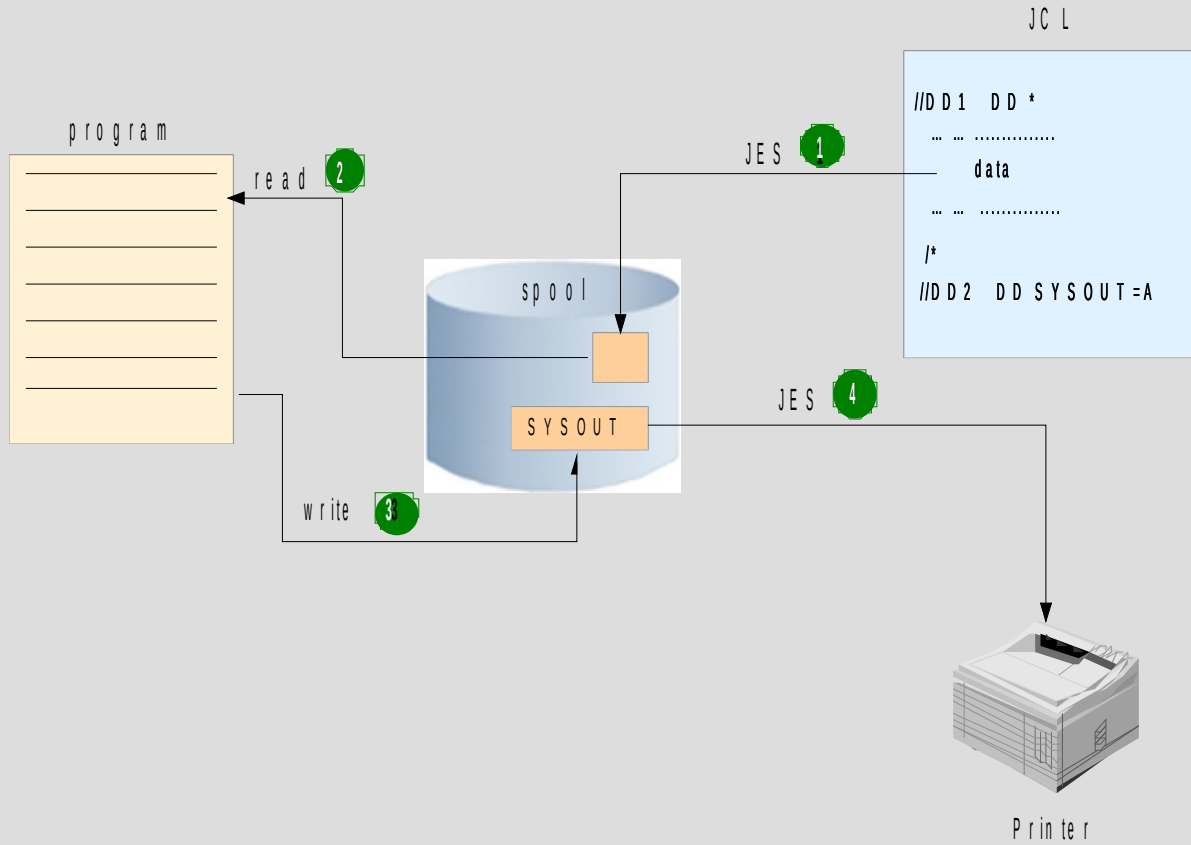 JCL
//DD1 DD *
... ... ...............
data
... ... ...............
/*
//DD2 DD SYSOUT=A
program
JES 1
read 2
spool
SYSOUT
JES 4
write 3
Printer